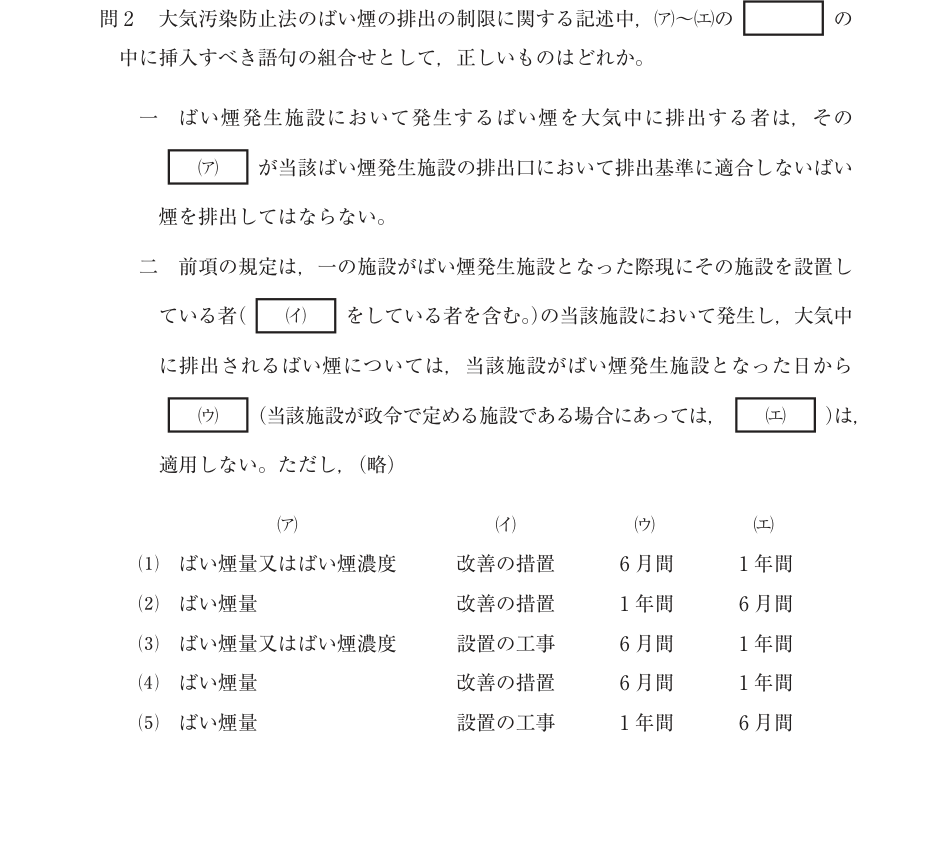 問２　大気汚染防止法のばい煙の排出の制限に関する記述中，㋐～㋓の　　　の
中に挿入すべき語句の組合せとして，正しいものはどれか。
一　ばい煙発生施設において発生するばい煙を大気中に排出する者は，その
(ア) が当該ばい煙発生施設の排出口において排出基準に適合しないばい
煙を排出してはならない。
二　前項の規定は，一の施設がばい煙発生施設となった際現にその施設を設置し
ている者( (イ) をしている者を含む。)の当該施設において発生し，大気中
に排出されるばい煙については，当該施設がばい煙発生施設となった日から
(ウ) (当該施設が政令で定める施設である場合にあっては， (エ) )は，
適用しない。ただし，（略）
(ア)　(イ)　(ウ)　(エ)
(1)　ばい煙量又はばい煙濃度　改善の措置　6月間　1年間
(2)　ばい煙量　改善の措置　1年間　6月間
(3)　ばい煙量又はばい煙濃度　設置の工事　6月間　1年間
(4)　ばい煙量　改善の措置　6月間　1年間
(5)　ばい煙量　設置の工事　1年間　6月間